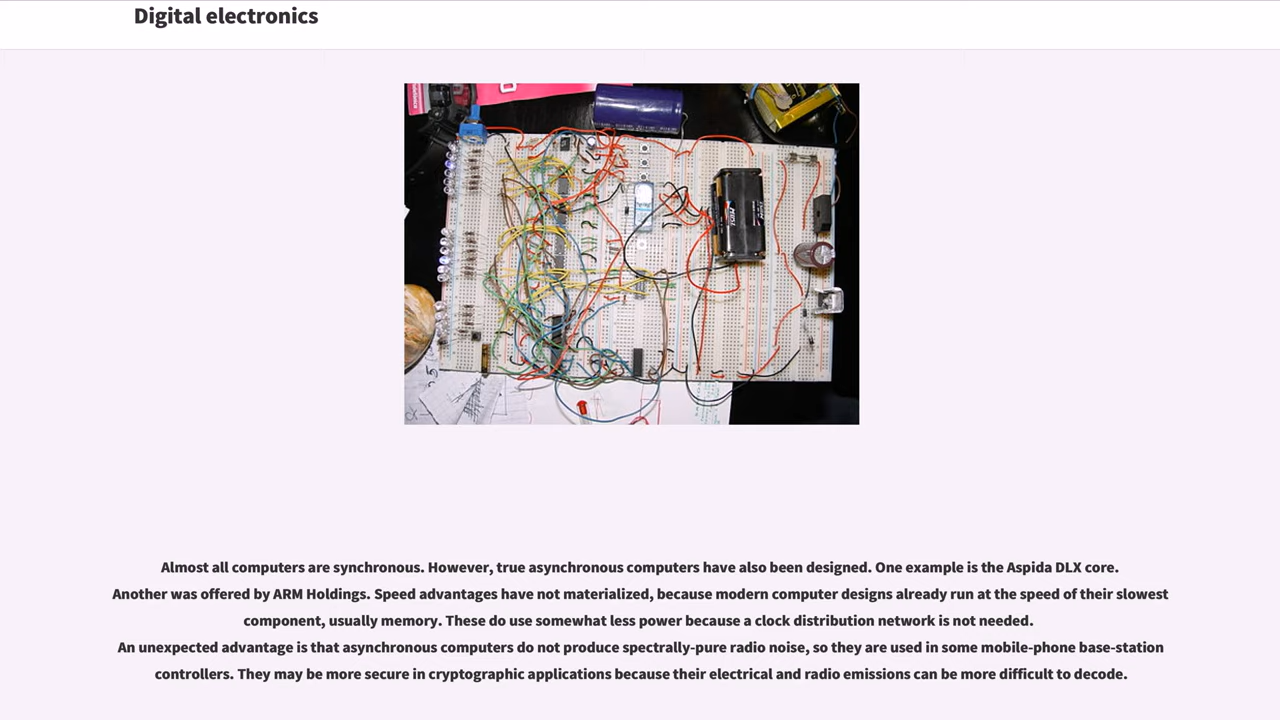 Digital electronics
Almost all computers are synchronous. However, true asynchronous computers have also been designed. One example is the Aspida DLX core.
Another was offered by ARM Holdings. Speed advantages have not materialized, because modern computer designs already run at the speed of their slowest
component, usually memory. These do use somewhat less power because a clock distribution network is not needed.
An unexpected advantage is that asynchronous computers do not produce spectrally-pure radio noise, so they are used in some mobile-phone base-station
controllers. They may be more secure in cryptographic applications because their electrical and radio emissions can be more difficult to decode.